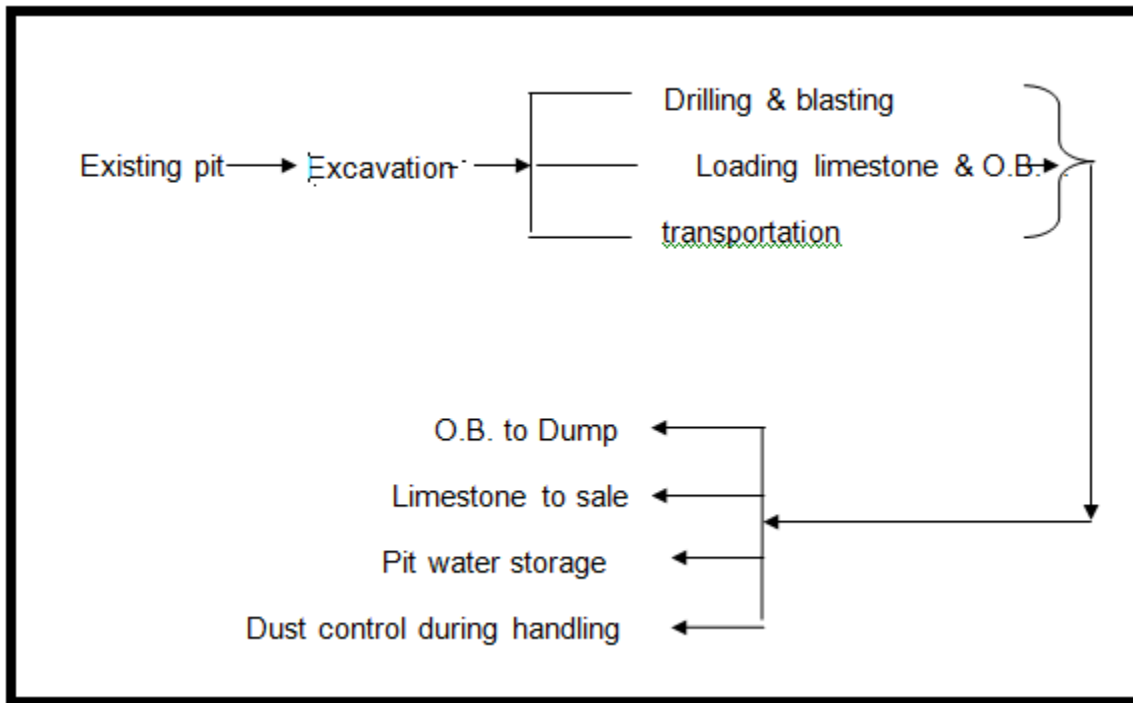 Drilling & blasting
Existing pit Excavation Loading limestone & O.B.
transportation
O.B. to Dump
Limestone to sale
Pit water storage
Dust control during handling